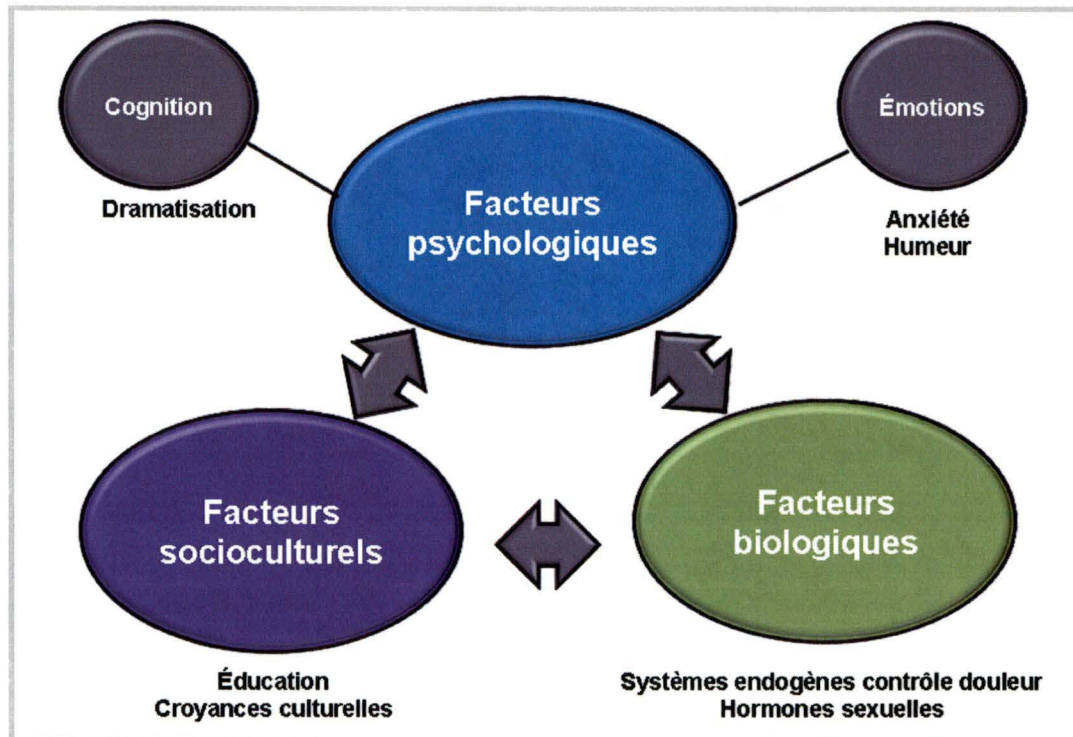 Cognition
Dramatisation
Facteurs
psychologiques
Émotions
Anxiété
Humeur
Facteurs
socioculturels
Éducation
Croyances culturelles
Facteurs
biologiques
Systèmes endogènes contrôle douleur
Hormones sexuelles